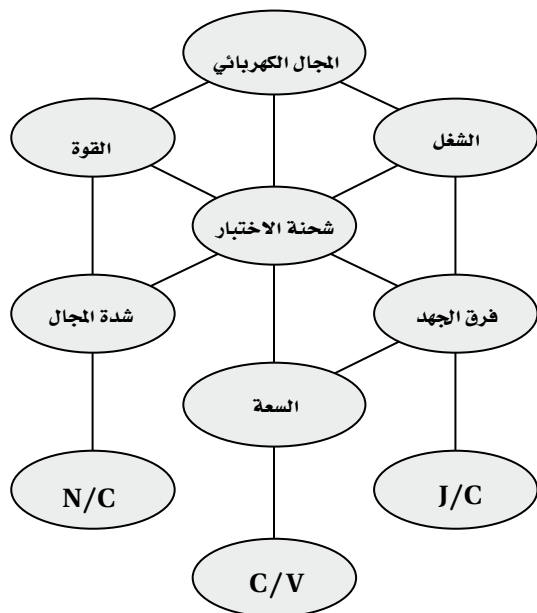 المجال الكهربائي
الشغل
القوة
شحنة الاختبار
فرق الجهد
شدة المجال
السعة
J/C
N/C
C/V